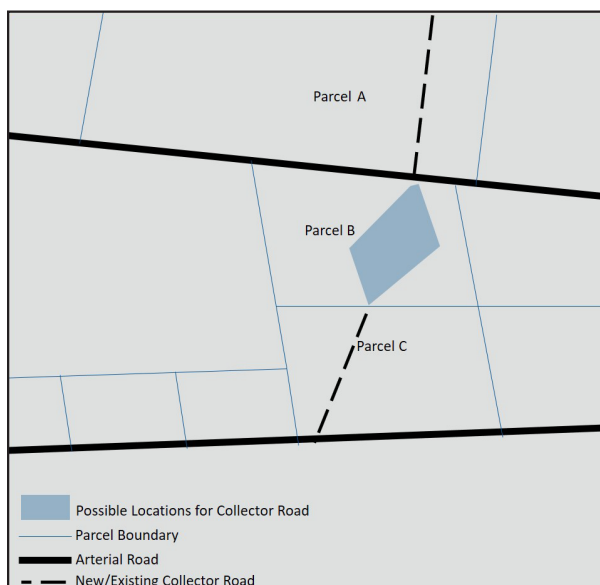 Parcel A
Parcel B
Parcel C
Possible Locations for Collector Road
Parcel Boundary
Arterial Road
New/Existing Collector Road